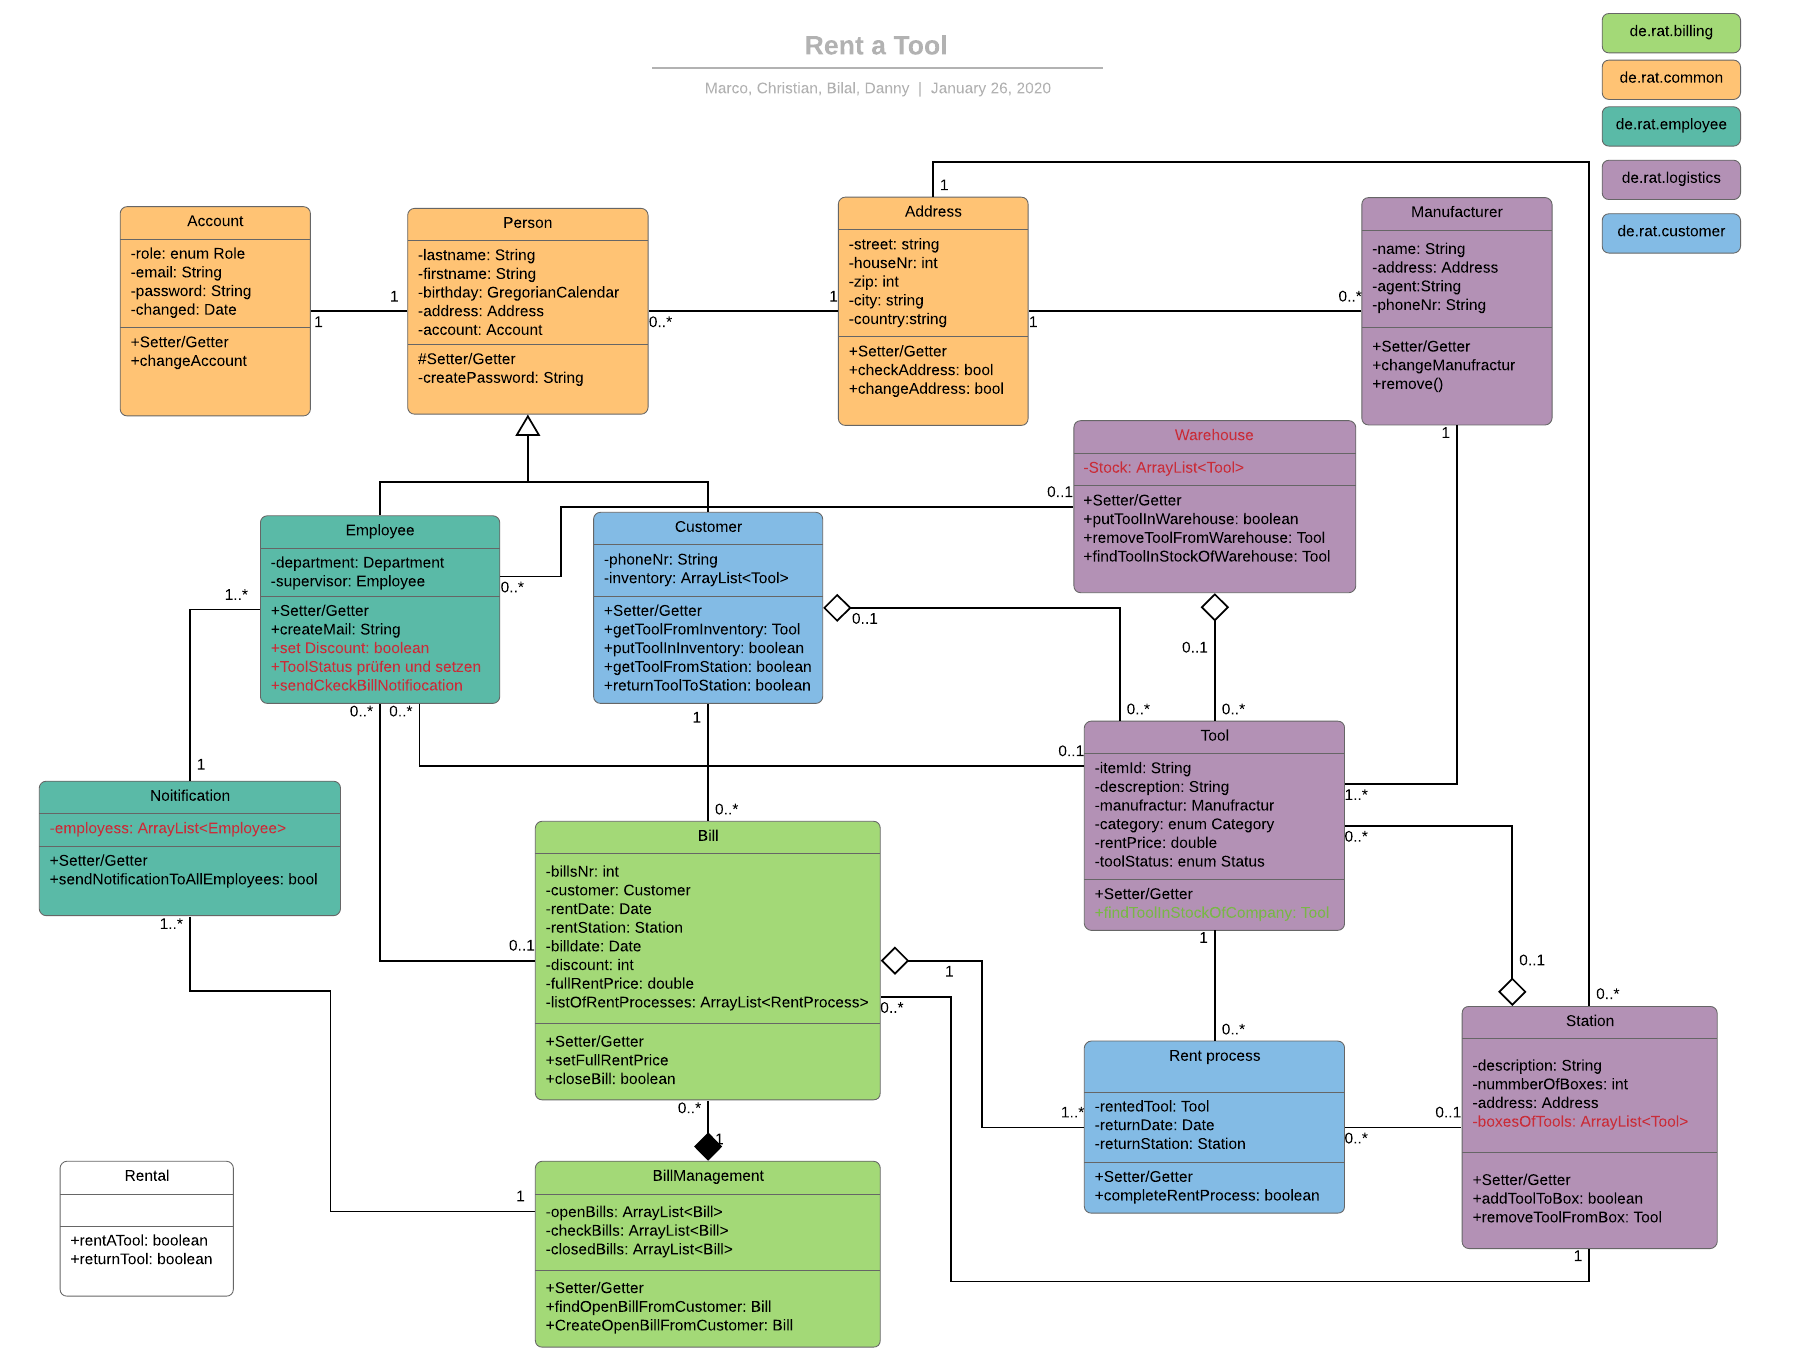 Rent a Tool
Marco, Christian, Bilal, Danny | January 26, 2020
de.rat.billing
de.rat.common
de.rat.employee
de.rat.logistics
de.rat.customer
Account
-role: enum Role
-email: String
-password: String
-changed: Date
+Setter/Getter
+changeAccount
1
1
Person
-lastname: String
-firstname: String
-birthday: GregorianCalendar
-address: Address
-account: Account
#Setter/Getter
-createPassword: String
0..*
1
Address
-street: string
-houseNr: int
-zip: int
-city: string
-country:string
+Setter/Getter
+checkAddress: bool
+changeAddress: bool
1
1
0..*
Manufacturer
-name: String
-address: Address
-agent:String
-phoneNr: String
+Setter/Getter
+changeManufractur
+remove()
1
Warehouse
-Stock: ArrayList<Tool>
+Setter/Getter
+putToolInWarehouse: boolean
+removeToolFromWarehouse: Tool
+findToolInStockOfWarehouse: Tool
0..1
0..1
0..*
Employee
-department: Department
-supervisor: Employee
+Setter/Getter
+createMail: String
+set Discount: boolean
+ToolStatus prüfen und setzen
+sendCkeckBillNotifiocation
0..*
1..*
0..*
0..*
Customer
-phoneNr: String
-inventory: ArrayList<Tool>
+Setter/Getter
+getToolFromInventory: Tool
+putToolInInventory: boolean
+getToolFromStation: boolean
+returnToolToStation: boolean
0..1
0..*
1
0..*
Tool
-itemId: String
-descreption: String
-manufractur: Manufractur
-category: enum Category
-rentPrice: double
-toolStatus: enum Status
+Setter/Getter
+findToolInStockOfCompany: Tool
0..1
1..*
0..*
1
0..*
1
Noitification
-employess: ArrayList<Employee>
+Setter/Getter
+sendNotificationToAllEmployees: bool
1..*
Bill
-billsNr: int
-customer: Customer
-rentDate: Date
-rentStation: Station
-billdate: Date
-discount: int
-fullRentPrice: double
-listOfRentProcesses: ArrayList<RentProcess>
+Setter/Getter
+setFullRentPrice
+closeBill: boolean
0..1
1
0..*
0..*
1
Rent process
-rentedTool: Tool
-returnDate: Date
-returnStation: Station
+Setter/Getter
+completeRentProcess: boolean
1..*
0..*
0..1
0..1
0..*
Station
-description: String
-nummberOfBoxes: int
-address: Address
-boxesOfTools: ArrayList<Tool>
+Setter/Getter
+addToolToBox: boolean
+removeToolFromBox: Tool
1
Rental
+rentATool: boolean
+returnTool: boolean
1
BillManagement
-openBills: ArrayList<Bill>
-checkBills: ArrayList<Bill>
-closedBills: ArrayList<Bill>
+Setter/Getter
+findOpenBillFromCustomer: Bill
+CreateOpenBillFromCustomer: Bill